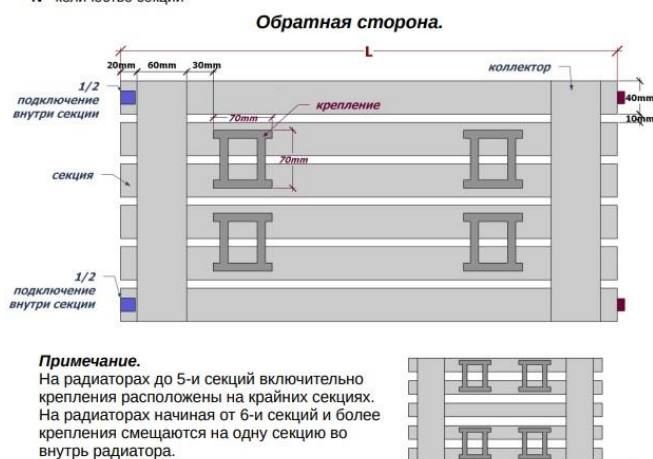 N - количество секций
Обратная сторона.
L
20mm 60mm 30mm
1/2
подключение
внутри секции
коллектор
крепление
40mm
10mm
70mm
70mm
секция
1/2
подключение
внутри секции
Примечание.
На радиаторах до 5-и секций включительно
крепления расположены на крайних секциях.
На радиаторах начиная от 6-и секций и более
крепления смещаются на одну секцию во
внутрь радиатора.